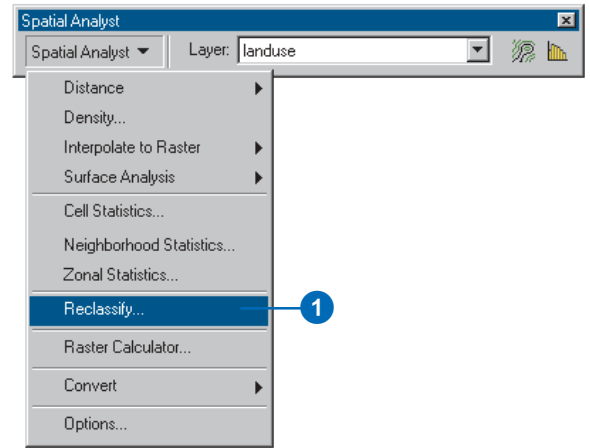 Spatial Analyst
Spatial Analyst Layer: landuse
Distance
Density...
Interpolate to Raster
Surface Analysis
Cell Statistics...
Neighborhood Statistics...
Zonal Statistics...
Reclassify... 1
Raster Calculator...
Convert
Options...